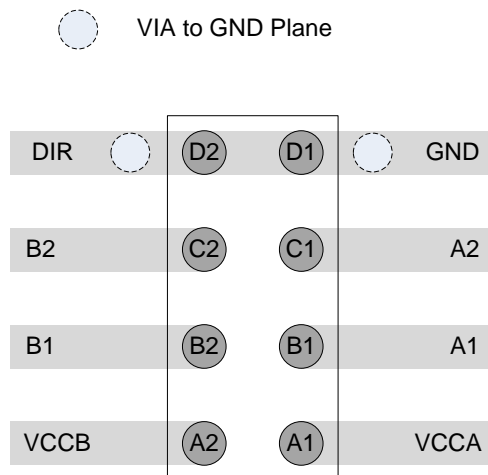 VIA to GND Plane
DIR D2 D1 GND
B2 C2 C1 A2
B1 B2 B1 A1
VCCB A2 A1 VCCA